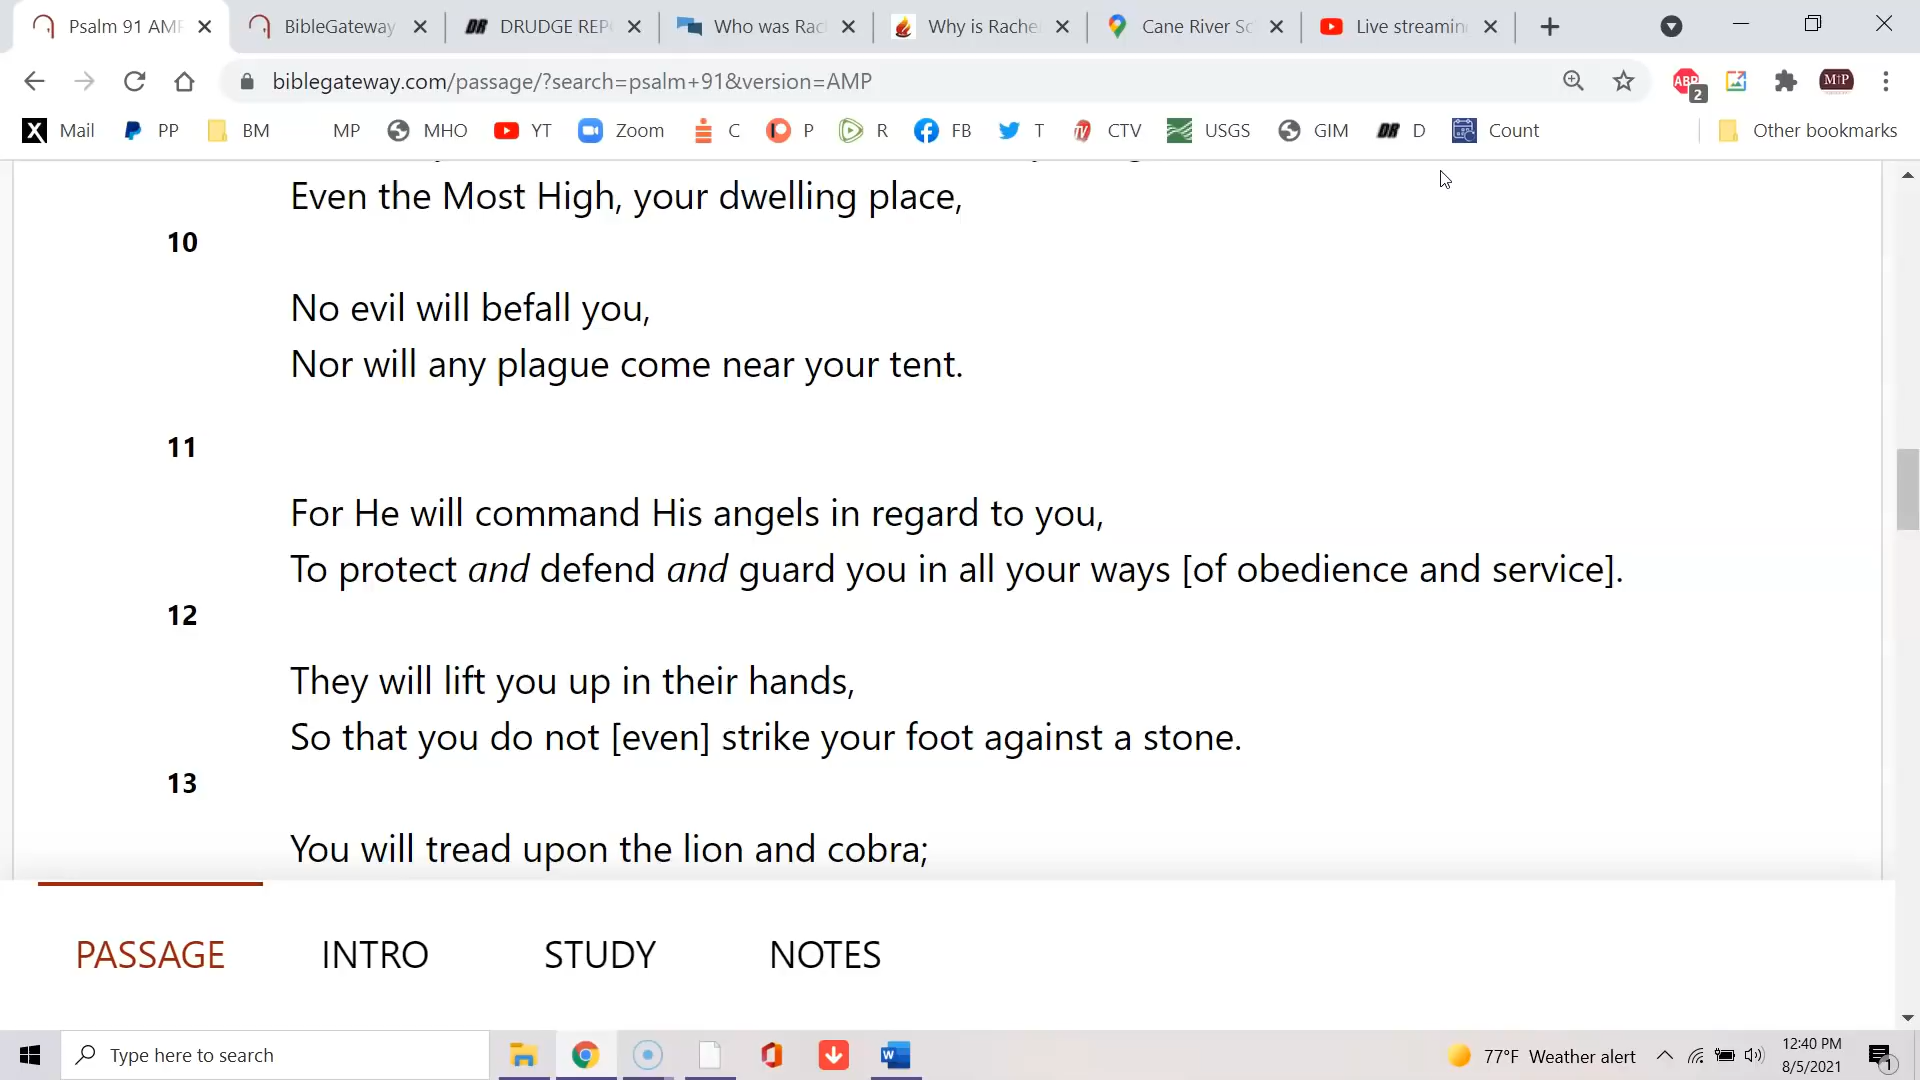 Psalm 91 AMP
BibleGateway
DR DRUDGE REP
Who was Rac
Why is Rache
Cane River Sc
Live streamin
biblegateway.com/passage/?search=psalm+91&version=AMP
ABP
2
M↑P
X Mail
PP
BM
MP
MHO
YT
Zoom
C
P
R
FB
T
CTV
USGS
GIM
DR D
Count
Other bookmarks
Even the Most High, your dwelling place,
10
No evil will befall you,
Nor will any plague come near your tent.
11
For He will command His angels in regard to you,
To protect and defend and guard you in all your ways [of obedience and service].
12
They will lift you up in their hands,
So that you do not [even] strike your foot against a stone.
13
You will tread upon the lion and cobra;
PASSAGE
INTRO
STUDY
NOTES
Type here to search
W
77°F Weather alert
12:40 PM
8/5/2021
1